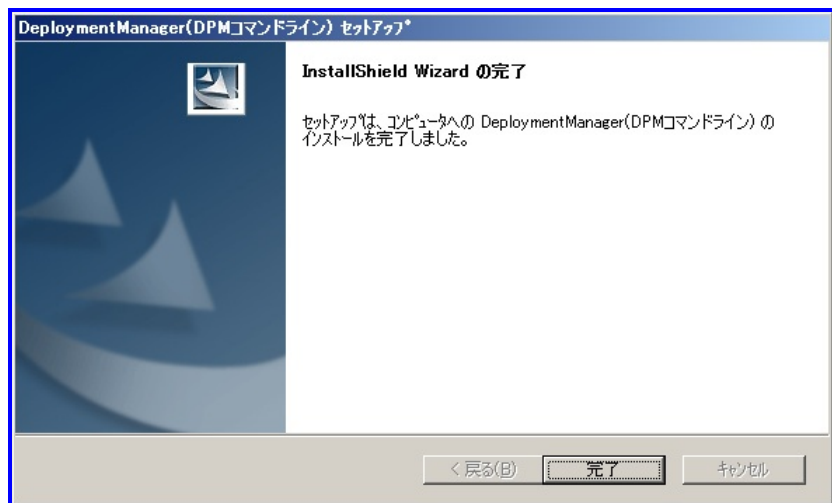 DeploymentManager(DPMコマンドライン) セットアップ
InstallShield Wizard の完了
セットアップは、コンピュータへの DeploymentManager(DPMコマンドライン) の
インストールを完了しました。
< 戻る(B)
完了
キャンセル